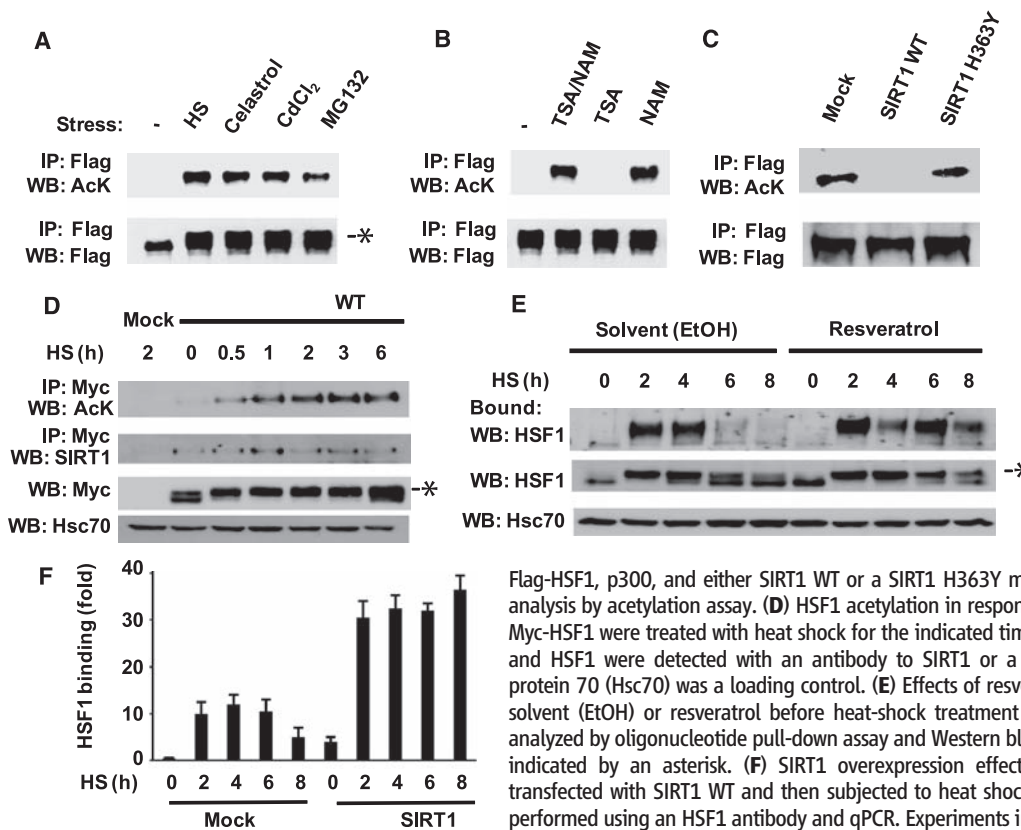 A
Stress: - HS Celastrol CdCl2 MG132
IP: Flag
WB: AcK
IP: Flag
WB: Flag
-*
B
- TSA/NAM TSA NAM
IP: Flag
WB: AcK
IP: Flag
WB: Flag
C
Mock SIRT1 WT SIRT1 H363Y
IP: Flag
WB: AcK
IP: Flag
WB: Flag
D
Mock WT
HS (h) 2 0 0.5 1 2 3 6
IP: Myc
WB: AcK
IP: Myc
WB: SIRT1
WB: Myc -*
WB: Hsc70
E
Solvent (EtOH) Resveratrol
HS (h) 0 2 4 6 8 0 2 4 6 8
Bound:
WB: HSF1
WB: HSF1 -*
WB: Hsc70
F
HSF1 binding (fold)
40
30
20
10
0
HS (h) 0 2 4 6 8 0 2 4 6 8
Mock SIRT1
Flag-HSF1, p300, and either SIRT1 WT or a SIRT1 H363Y m
analysis by acetylation assay. (D) HSF1 acetylation in respon
Myc-HSF1 were treated with heat shock for the indicated tim
and HSF1 were detected with an antibody to SIRT1 or a
protein 70 (Hsc70) was a loading control. (E) Effects of resv
solvent (EtOH) or resveratrol before heat-shock treatment
analyzed by oligonucleotide pull-down assay and Western bl
indicated by an asterisk. (F) SIRT1 overexpression effect
transfected with SIRT1 WT and then subjected to heat shoc
performed using an HSF1 antibody and qPCR. Experiments i